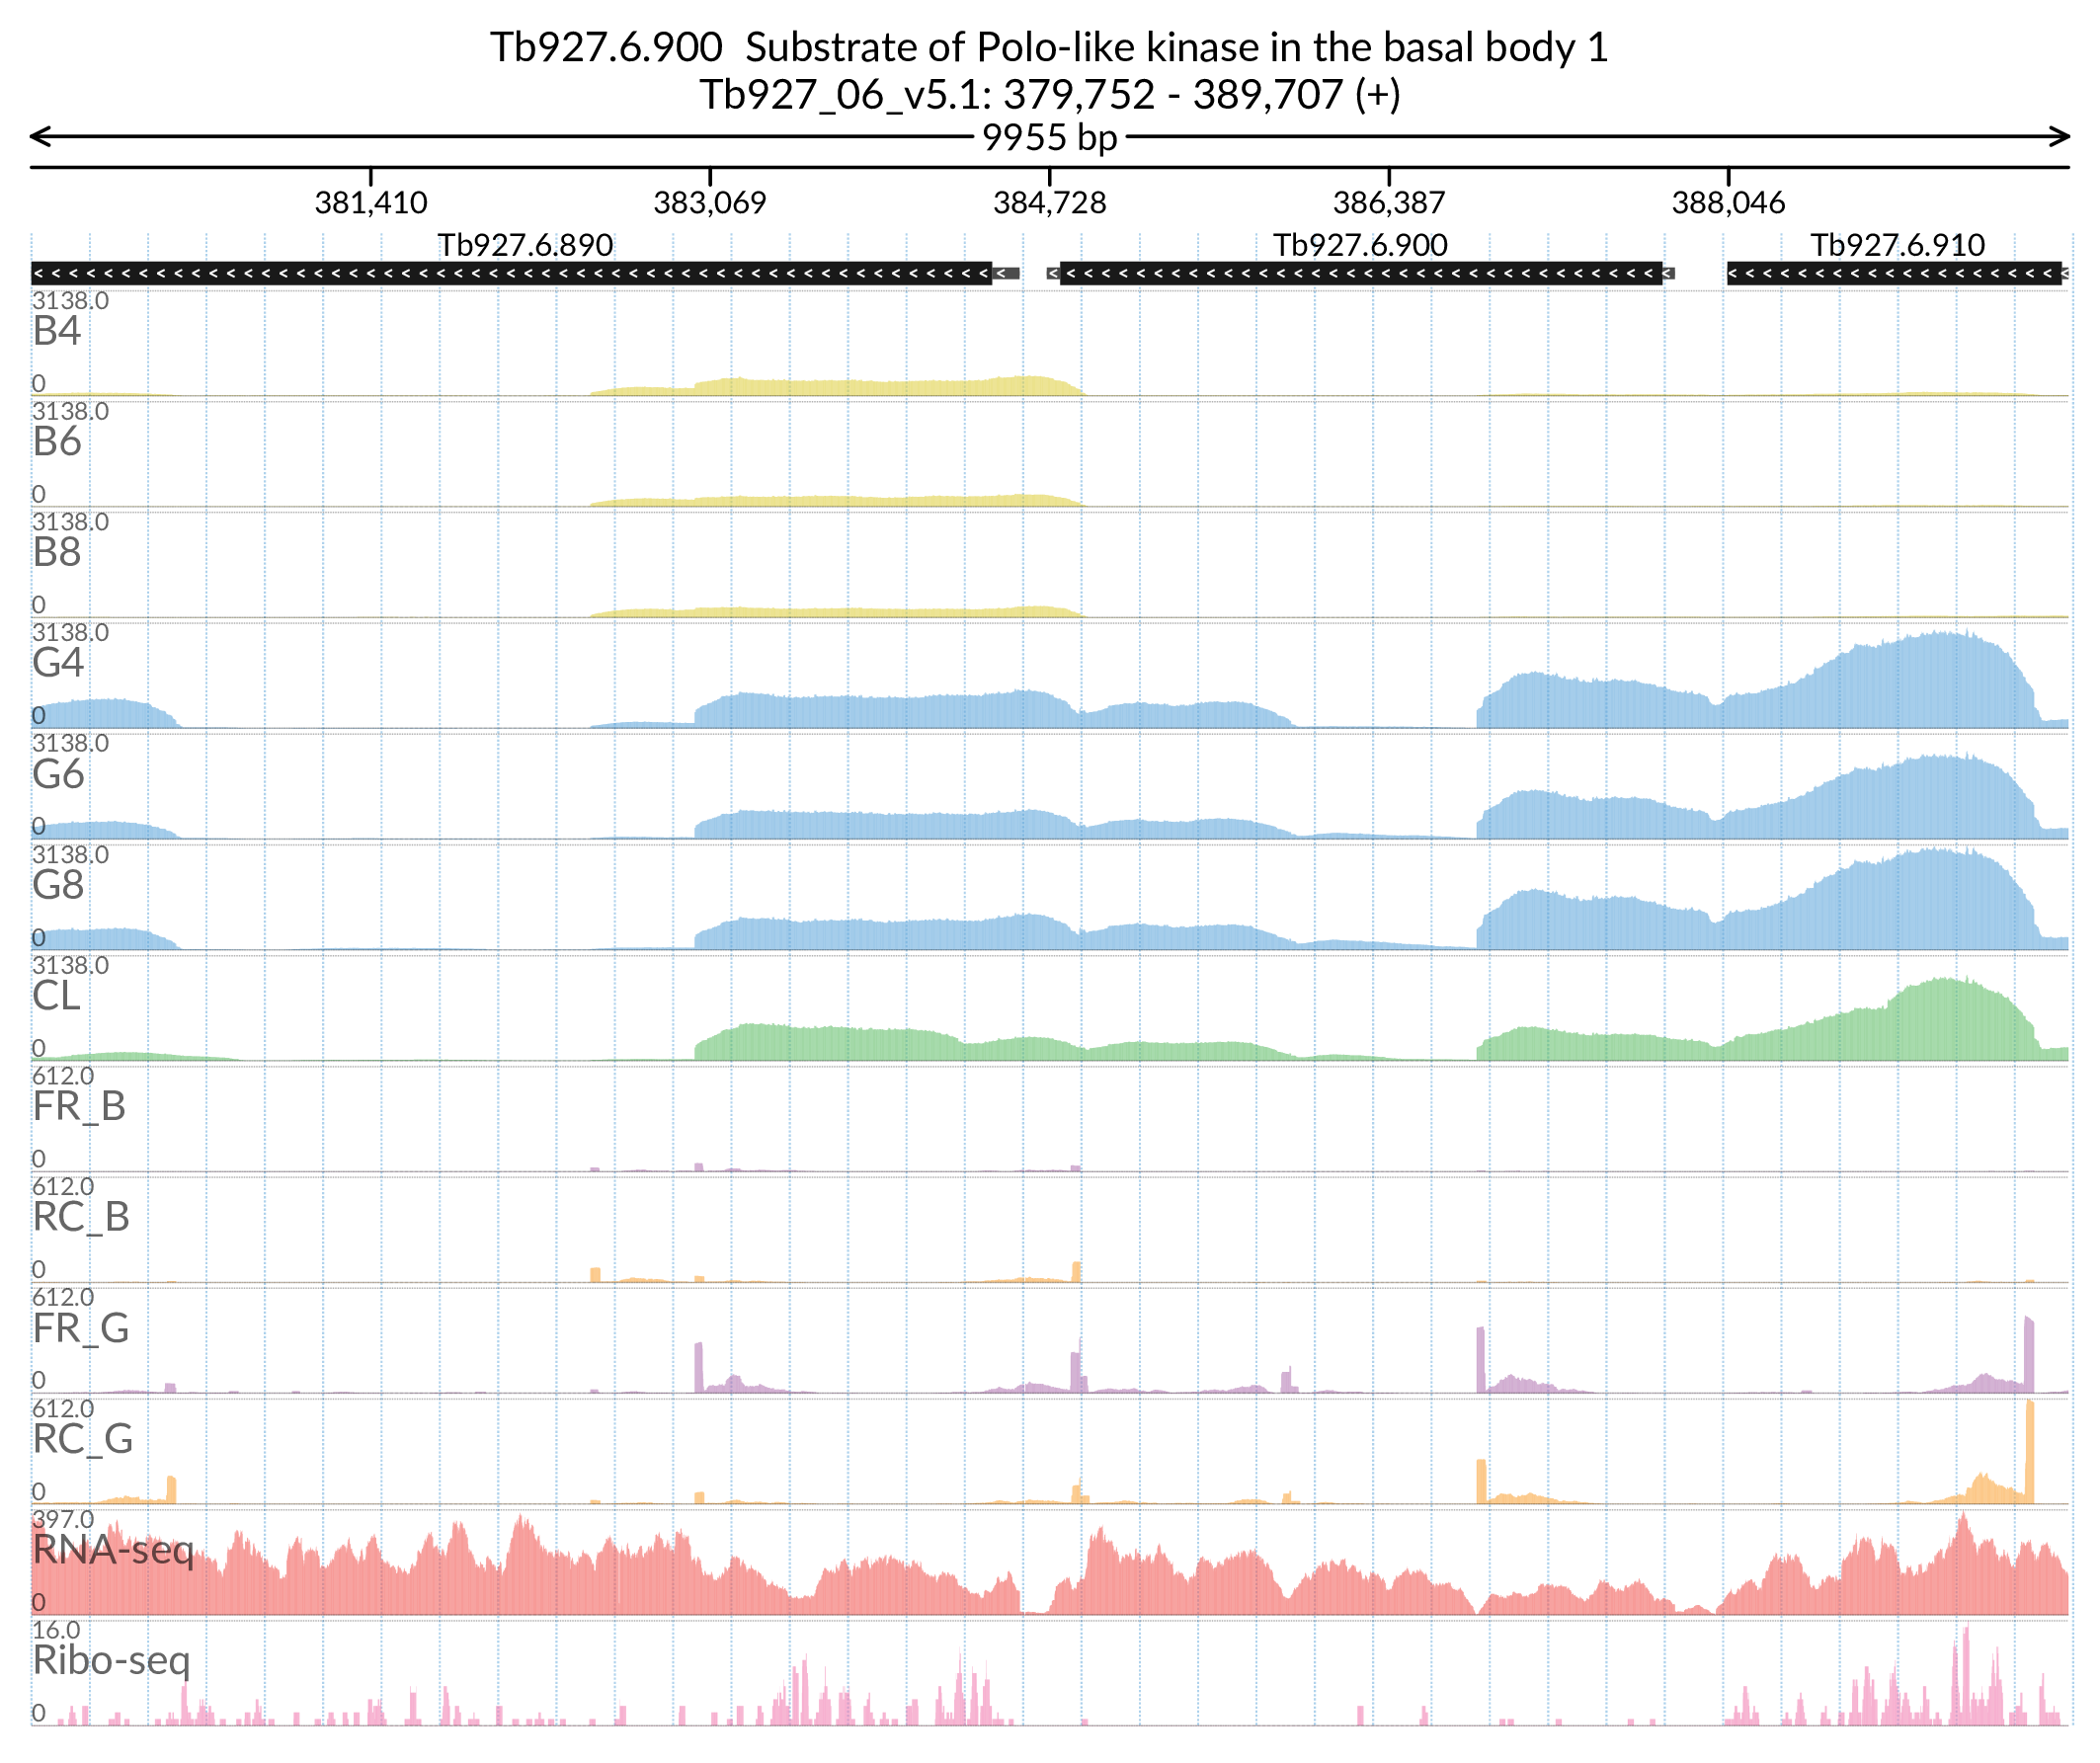 Tb927.6.900  Substrate of Polo-like kinase in the basal body 1
Tb927_06_v5.1: 379,752 - 389,707 (+)
9955 bp
381,410 383,069 384,728 386,387 388,046
Tb927.6.890 Tb927.6.900 Tb927.6.910
3138.0
B4
0
3138.0
B6
0
3138.0
B8
0
3138.0
G4
0
3138.0
G6
0
3138.0
G8
0
3138.0
CL
0
612.0
FR_B
0
612.0
RC_B
0
612.0
FR_G
0
612.0
RC_G
0
397.0
RNA-seq
0
16.0
Ribo-seq
0